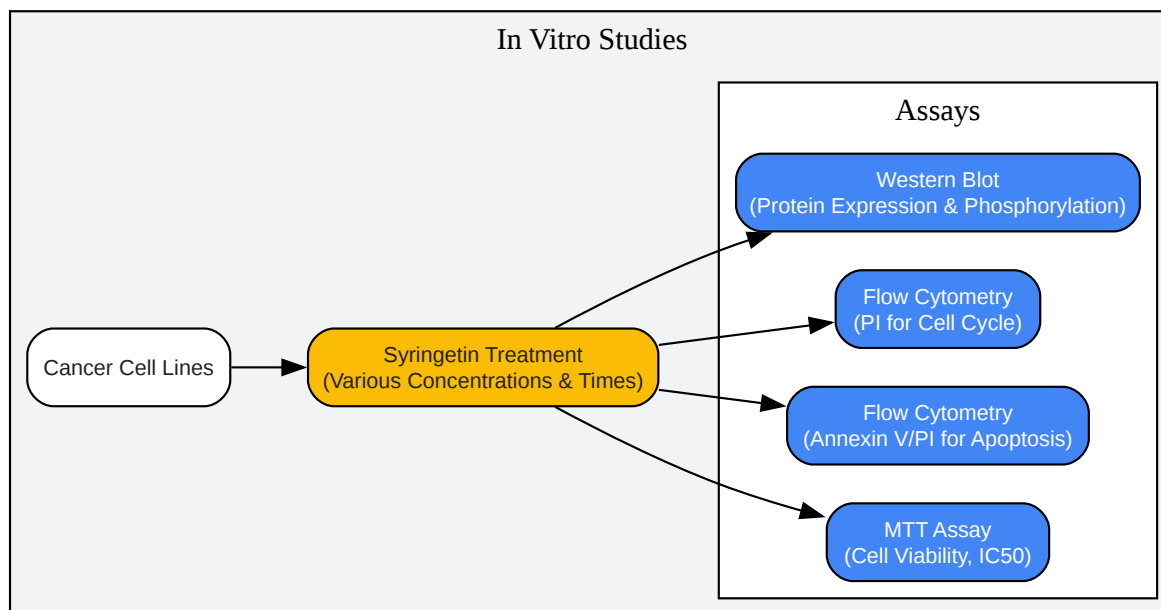 In Vitro Studies
Assays
Western Blot
(Protein Expression & Phosphorylation)
Flow Cytometry
(PI for Cell Cycle)
Cancer Cell Lines
Syringetin Treatment
(Various Concentrations & Times)
Flow Cytometry
(Annexin V/PI for Apoptosis)
MTT Assay
(Cell Viability, IC50)